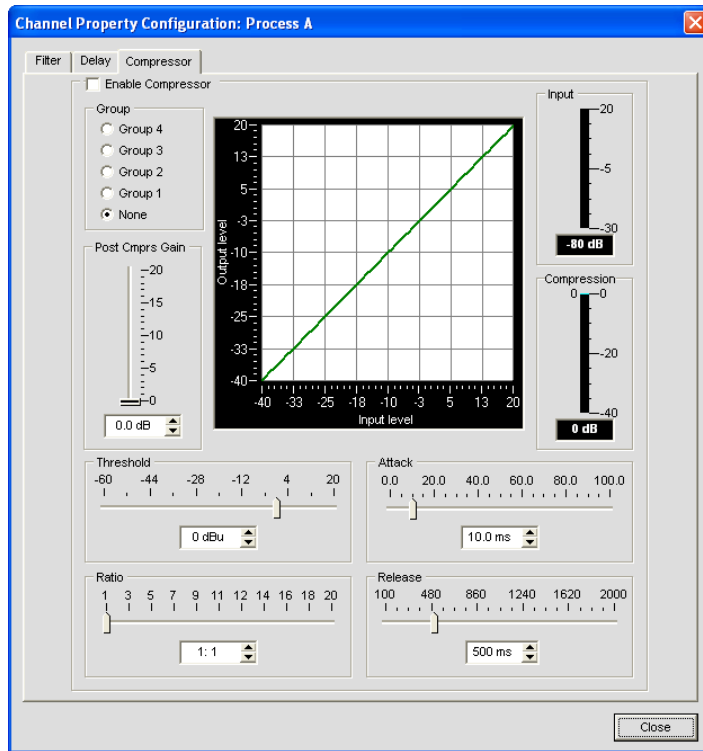 Channel Property Configuration: Process A
Filter Delay Compressor
Enable Compressor
Group
Group 4
Group 3
Group 2
Group 1
None
Post Cmprs Gain
20
15
10
5
0
0.0 dB
Output level
20
13
5
-3
-10
-18
-25
-33
-40
-40 -33 -25 -18 -10 -3 5 13 20
Input level
Input
20
-5
-30
-80 dB
Compression
0 0
-20
-40
0 dB
Threshold
-60 -44 -28 -12 4 20
0 dBu
Attack
0.0 20.0 40.0 60.0 80.0 100.0
10.0 ms
Ratio
1 3 5 7 9 11 12 14 16 18 20
1: 1
Release
100 480 860 1240 1620 2000
500 ms
Close